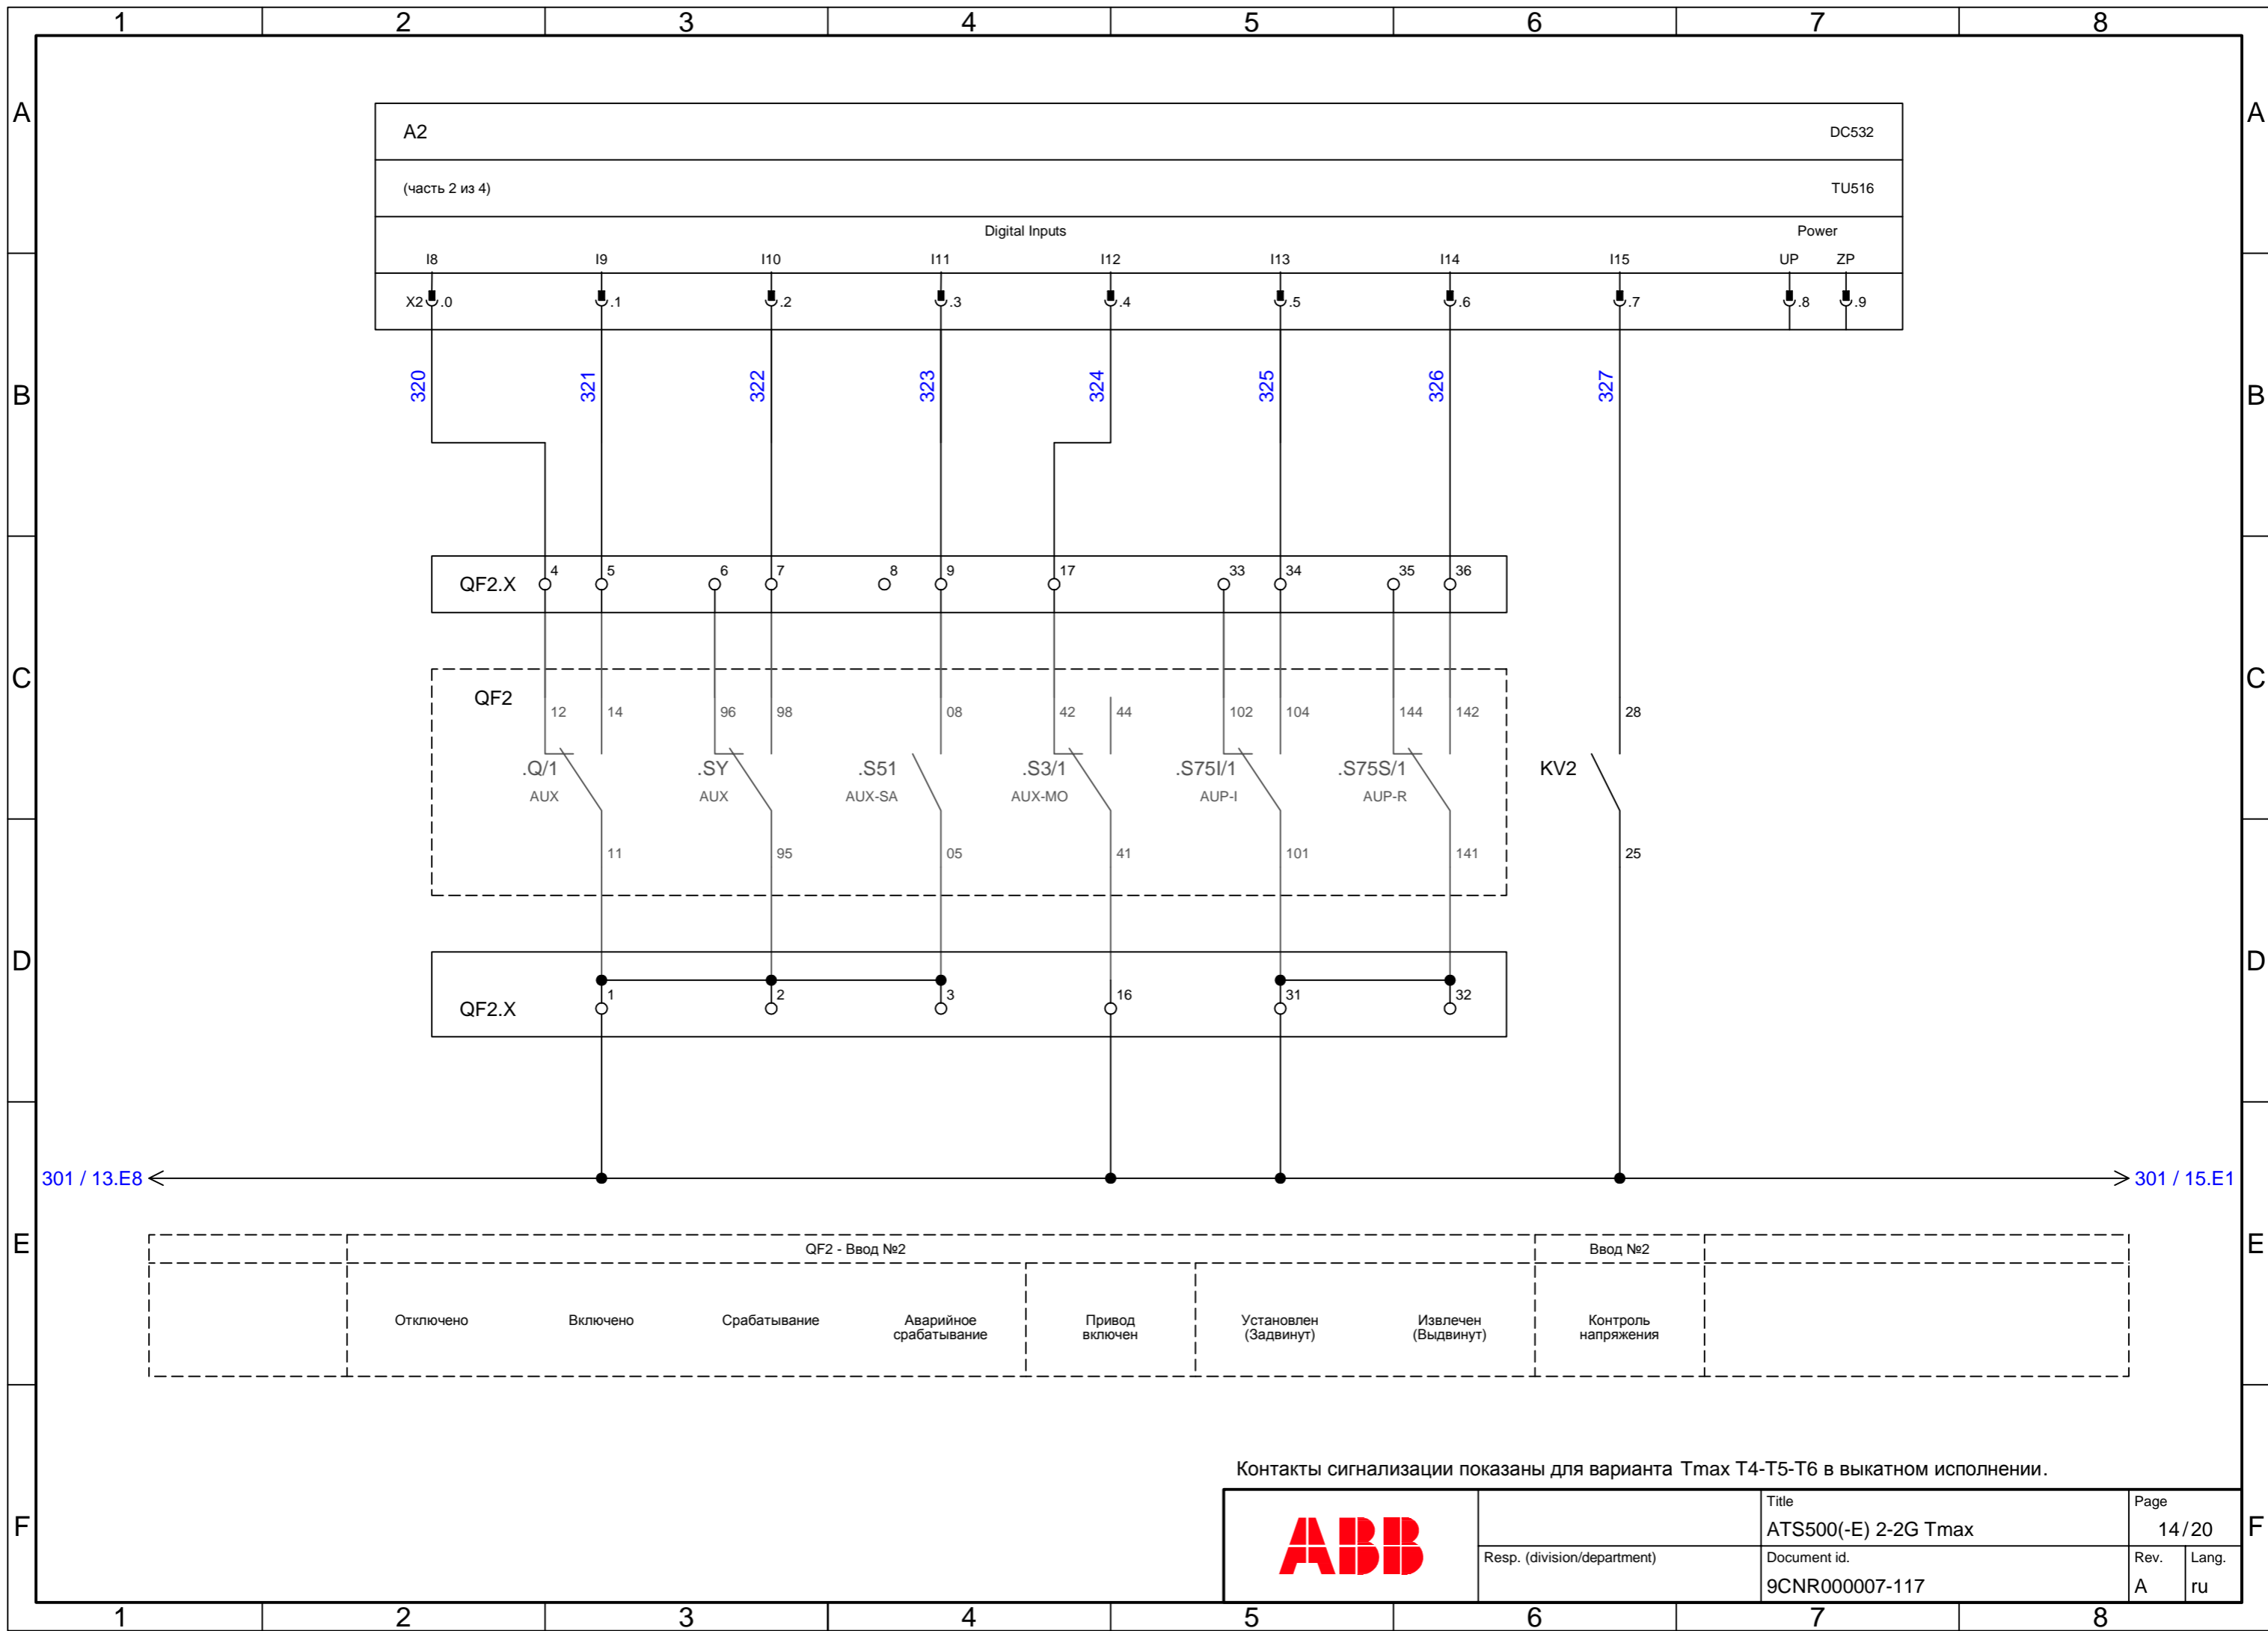 1 2 3 4 5 6 7 8
A A
A2 DC532
(часть 2 из 4) TU516
Digital Inputs Power
I8 I9 I10 I11 I12 I13 I14 I15 UP ZP
X2 .0 .1 .2 .3 .4 .5 .6 .7 .8 .9
B B
320 321 322 323 324 325 326 327
QF2.X 4 5 6 7 8 9 17 33 34 35 36
C C
QF2 12 14 96 98 08 42 44 102 104 144 142 28
.Q/1 .SY .S51 .S3/1 .S75I/1 .S75S/1 KV2
AUX AUX AUX-SA AUX-MO AUP-I AUP-R
11 95 05 41 101 141 25
D D
QF2.X 1 2 3 16 31 32
301 / 13.E8 301 / 15.E1
E E
QF2 - Ввод №2 Ввод №2
Отключено Включено Срабатывание Аварийное Привод Установлен Извлечен Контроль
срабатывание включен (Задвинут) (Выдвинут) напряжения
Контакты сигнализации показаны для варианта Tmax T4-T5-T6 в выкатном исполнении.
F F
ABB
Title
ATS500(-E) 2-2G Tmax
Page
14/20
Resp. (division/department)
Document id.
9CNR000007-117
Rev. Lang.
A ru
1 2 3 4 5 6 7 8